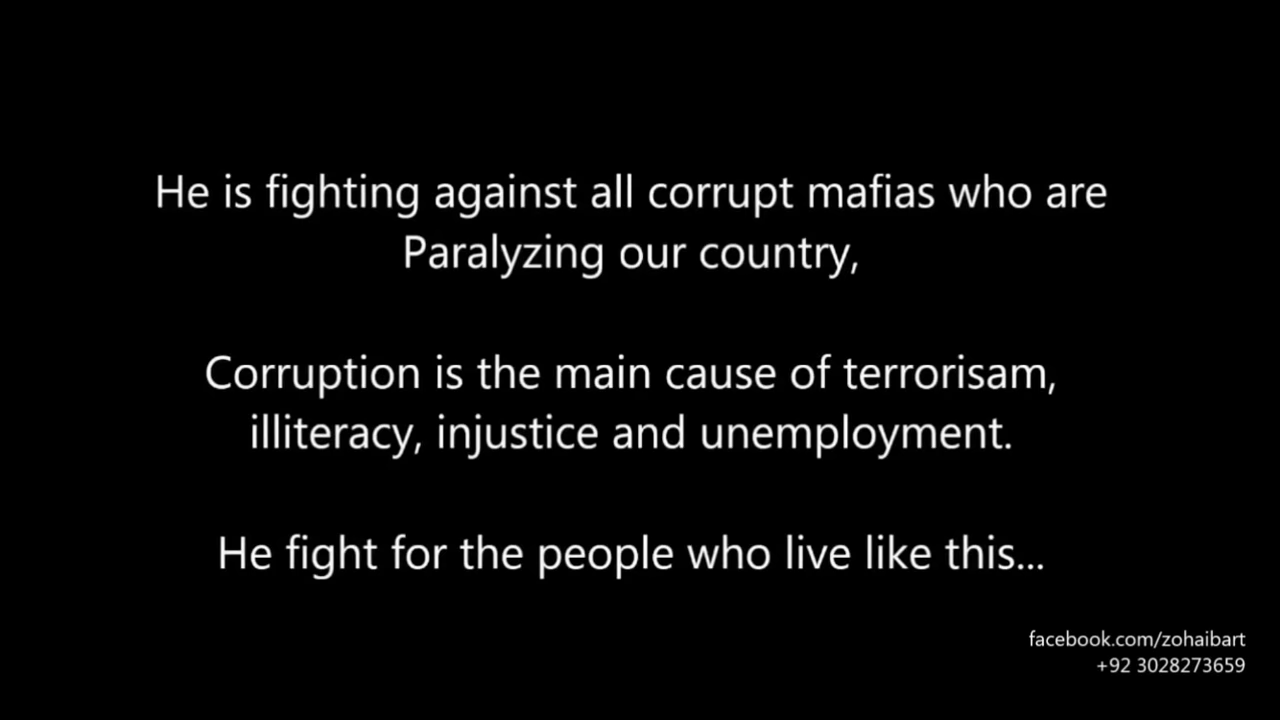 He is fighting against all corrupt mafias who are
Paralyzing our country,
Corruption is the main cause of terrorisam,
illiteracy, injustice and unemployment.
He fight for the people who live like this...
facebook.com/zohaibart
+92 3028273659